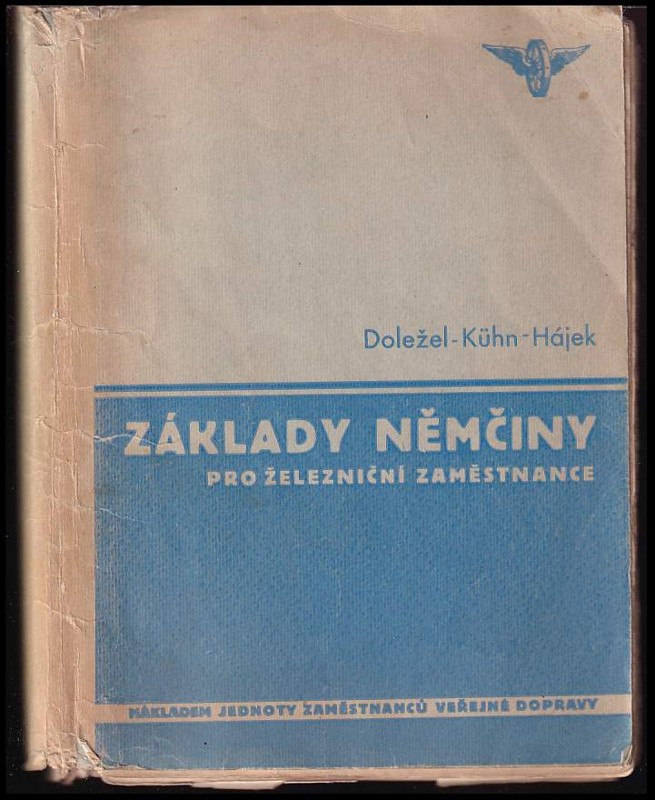 Doležel-Kühn-Hájek
ZÁKLADY NĚMČINY
PRO ŽELEZNIČNÍ ZAMĚSTNANCE
NÁKLADEM JEDNOTY ZAMĚSTNANCŮ VEŘEJNÉ DOPRAVY